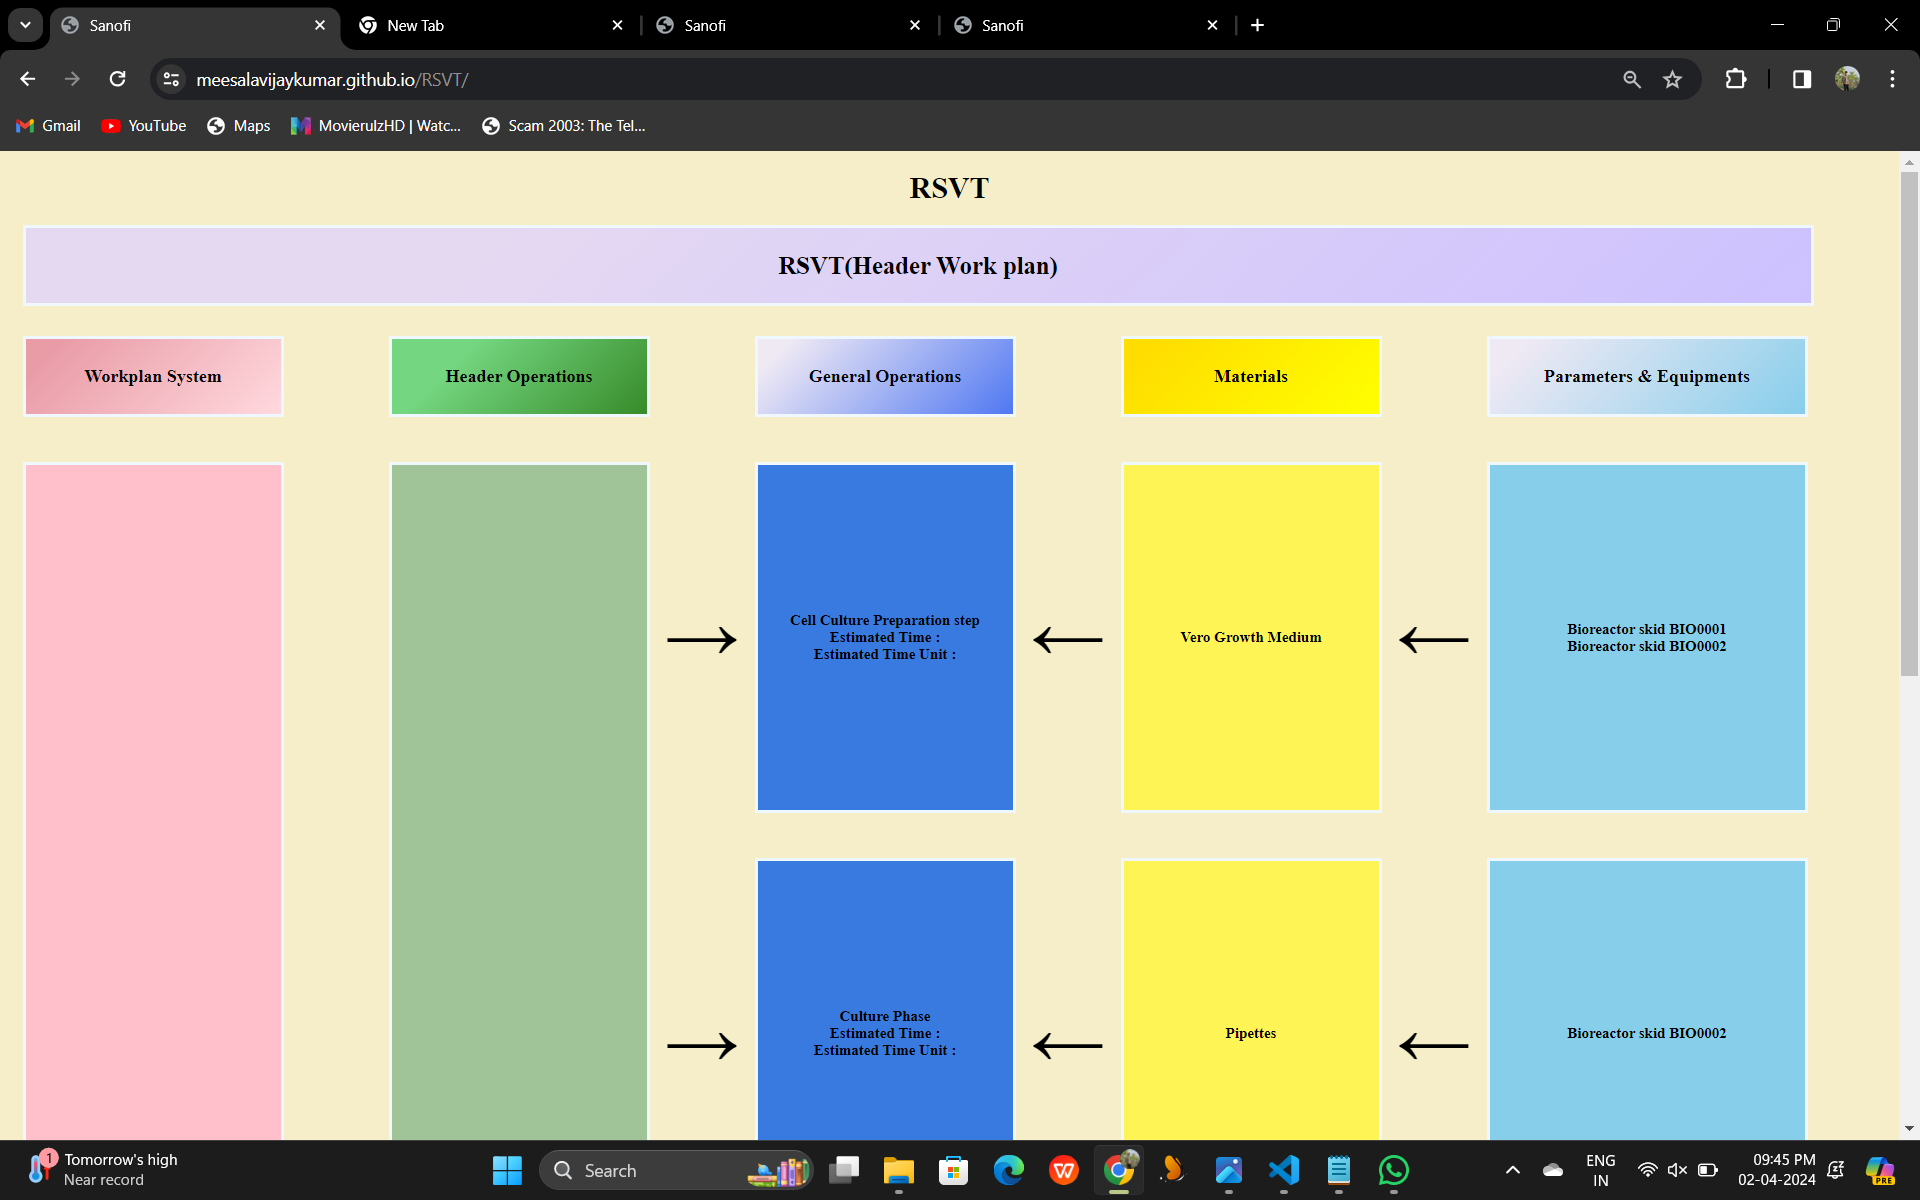 Sanofi
New Tab
Sanofi
Sanofi
meesalavijaykumar.github.io/RSVT/
Gmail
YouTube
Maps
MovierulzHD | Watc...
Scam 2003: The Tel...
RSVT
RSVT(Header Work plan)
Workplan System
Header Operations
General Operations
Materials
Parameters & Equipments
Cell Culture Preparation step
Estimated Time :
Estimated Time Unit :
Vero Growth Medium
Bioreactor skid BIO0001
Bioreactor skid BIO0002
Culture Phase
Estimated Time :
Estimated Time Unit :
Pipettes
Bioreactor skid BIO0002
1
Tomorrow's high
Near record
Search
ENG
IN
09:45 PM
02-04-2024
PRE